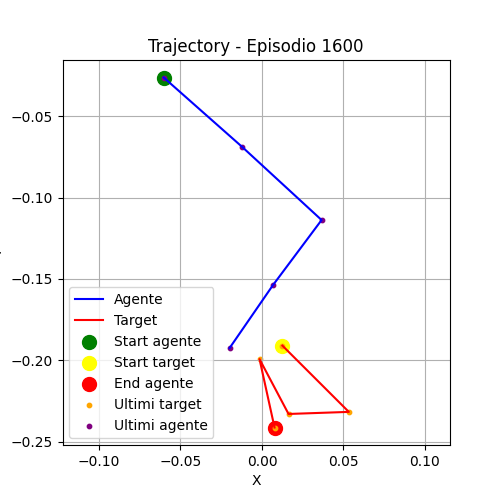 Trajectory - Episodio 1600
−0.05
−0.10
−0.15
−0.20
−0.25
Agente
Target
Start agente
Start target
End agente
Ultimi target
Ultimi agente
−0.10
−0.05
0.00
0.05
0.10
X